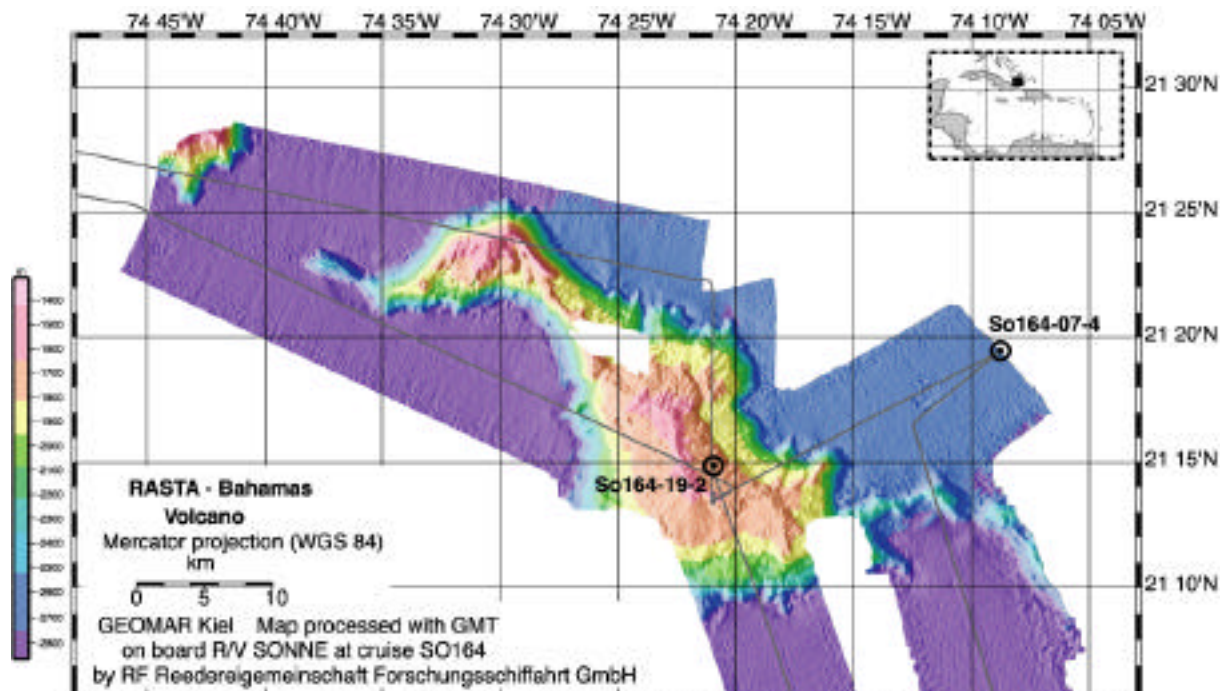 74 45'W 74 40'W 74 35'W 74 30'W 74 25'W 74 20'W 74 15'W 74 10'W 74 05'W
21 30'N
21 25'N
21 20'N
21 15'N
21 10'N
So164-07-4
So164-19-2
RASTA - Bahamas
Volcano
Mercator projection (WGS 84)
km
0 5 10
GEOMAR Kiel Map processed with GMT
on board R/V SONNE at cruise SO164
by RF Reedereigemeinschaft Forschungsschiffahrt GmbH